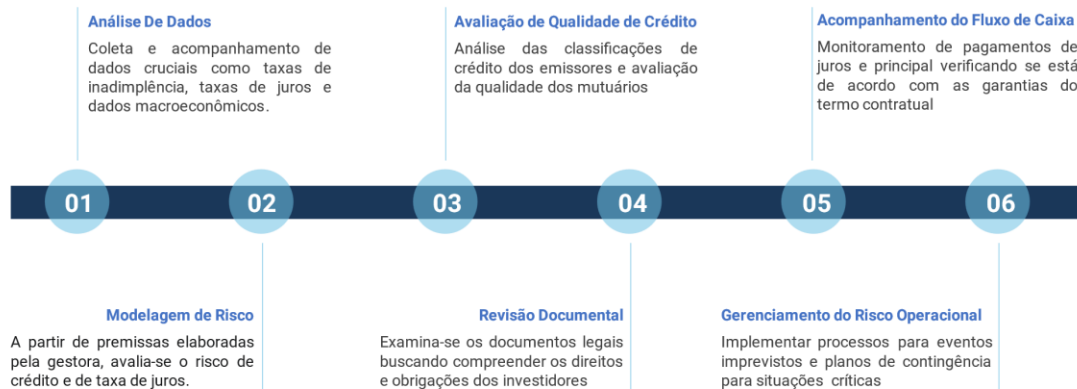 Análise De Dados
Coleta e acompanhamento de
dados cruciais como taxas de
inadimplência, taxas de juros e
dados macroeconômicos.
Avaliação de Qualidade de Crédito
Análise das classificações de
crédito dos emissores e avaliação
da qualidade dos mutuários
Acompanhamento do Fluxo de Caixa
Monitoramento de pagamentos de
juros e principal verificando se está
de acordo com as garantias do
termo contratual
01
02
03
04
05
06
Modelagem de Risco
A partir de premissas elaboradas
pela gestora, avalia-se o risco de
crédito e de taxa de juros.
Revisão Documental
Examina-se os documentos legais
buscando compreender os direitos
e obrigações dos investidores
Gerenciamento do Risco Operacional
Implementar processos para eventos
imprevistos e planos de contingência
para situações críticas